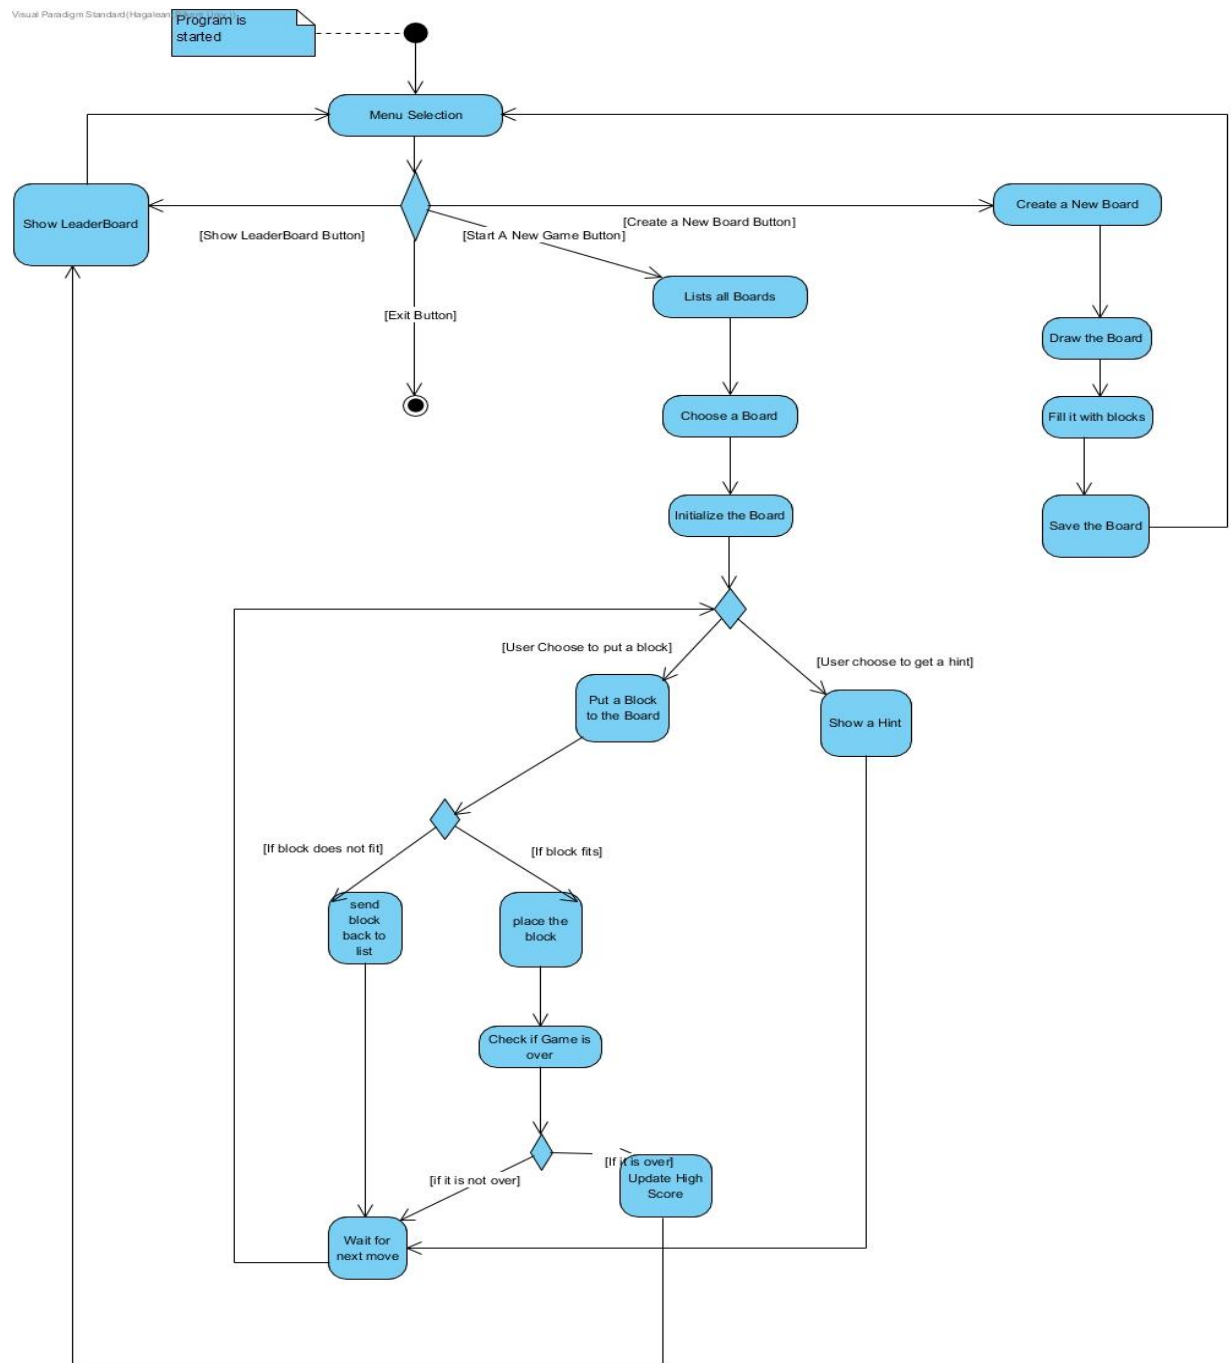 Visual Paradigm Standard(Hagalean
Program is
started
Menu Selection
Show LeaderBoard
Create a New Board
[Show LeaderBoard Button]
[Start A New Game Button]
[Create a New Board Button]
Lists all Boards
[Exit Button]
Draw the Board
Choose a Board
Fill it with blocks
Initialize the Board
Save the Board
[User Choose to put a block]
[User choose to get a hint]
Put a Block
to the Board
Show a Hint
[If block does not fit]
[If block fits]
send
block
back to
list
place the
block
Check if Game is
over
[If it is over]
[if it is not over]
Update High
Score
Wait for
next move